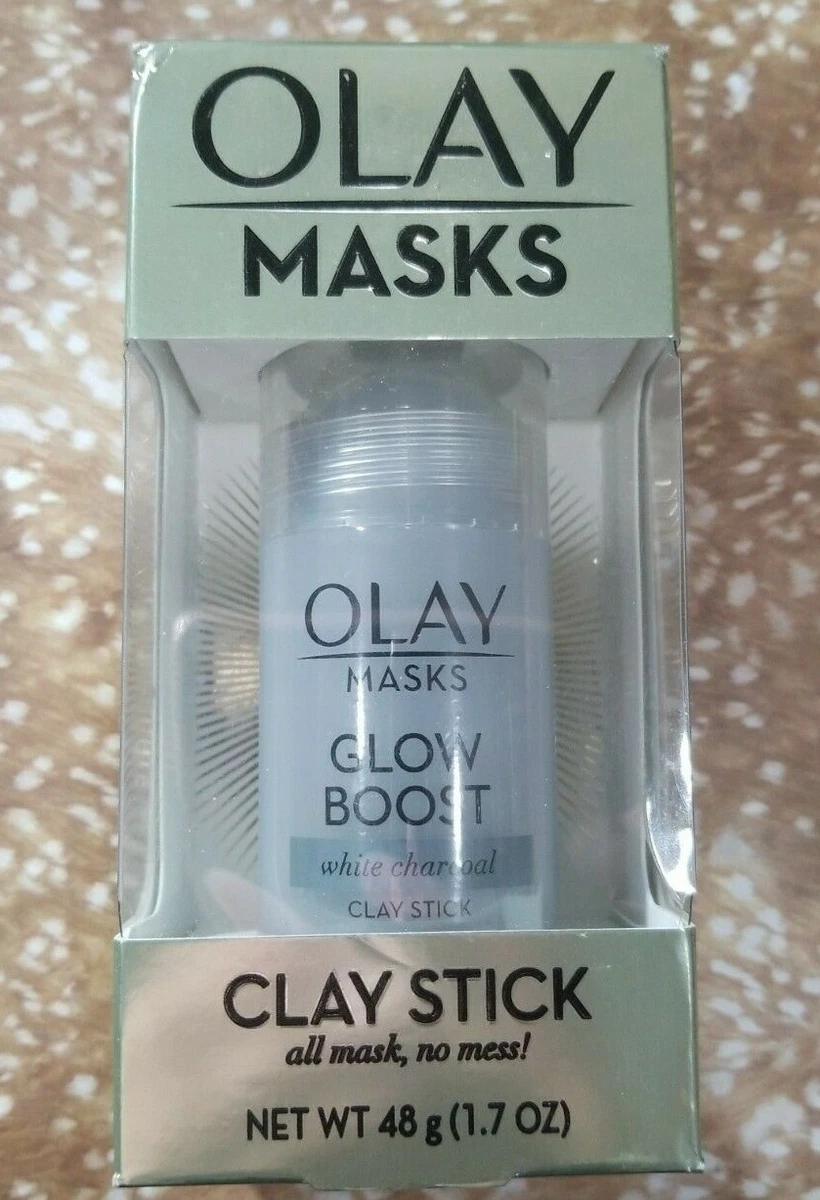 OLAY
MASKS
OLAY
MASKS
GLOW
BOOST
white charcoal
CLAY STICK
CLAY STICK
all mask, no mess!
NET WT 48 g (1.7 OZ)